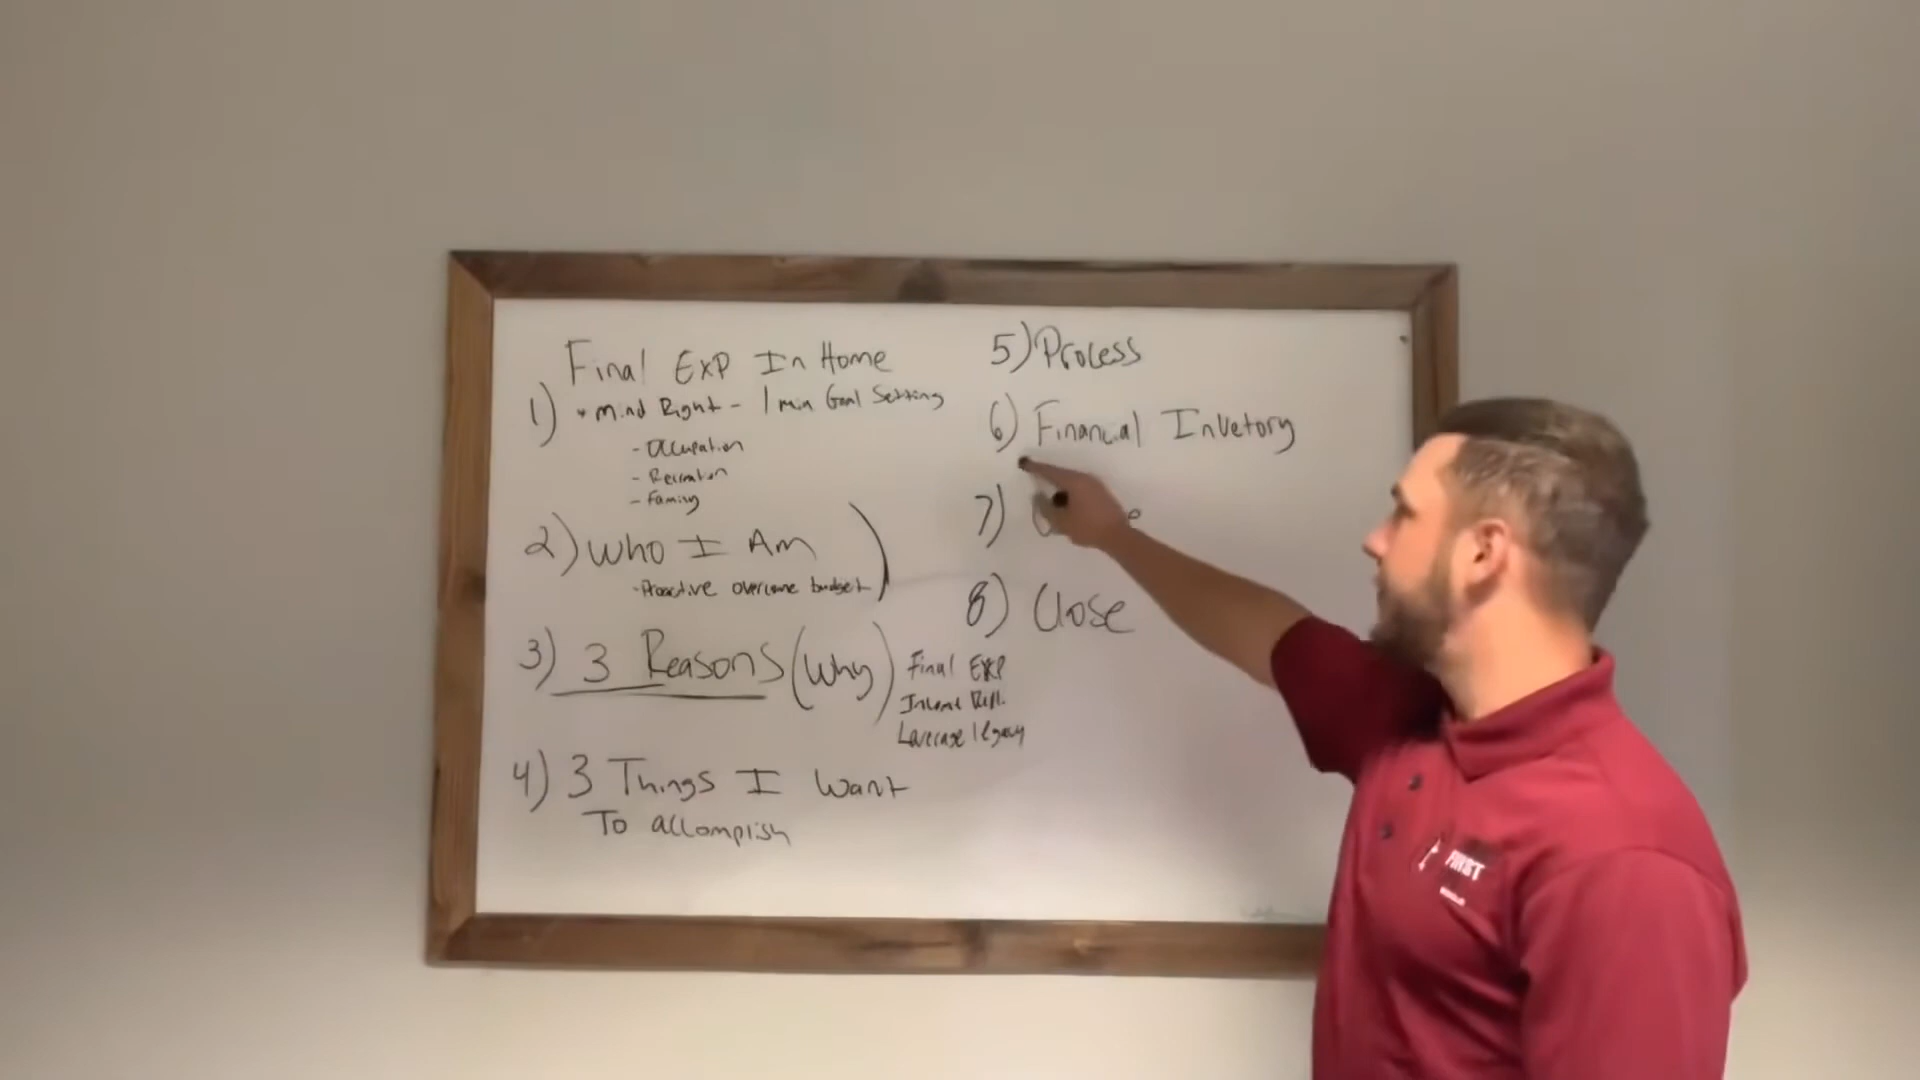 Final Exp In Home
1) mind Right - 1 min Goal Setting
- Occupation
- Recreation
- Family
2) Who I Am
- Proactive overcome budget
3) 3 Reasons (Why)
Final EXP
Income Repl.
Leverage legacy
4) 3 Things I Want
To accomplish
5) Process
6) Financial Invetory
7)
8) Close
FIRST